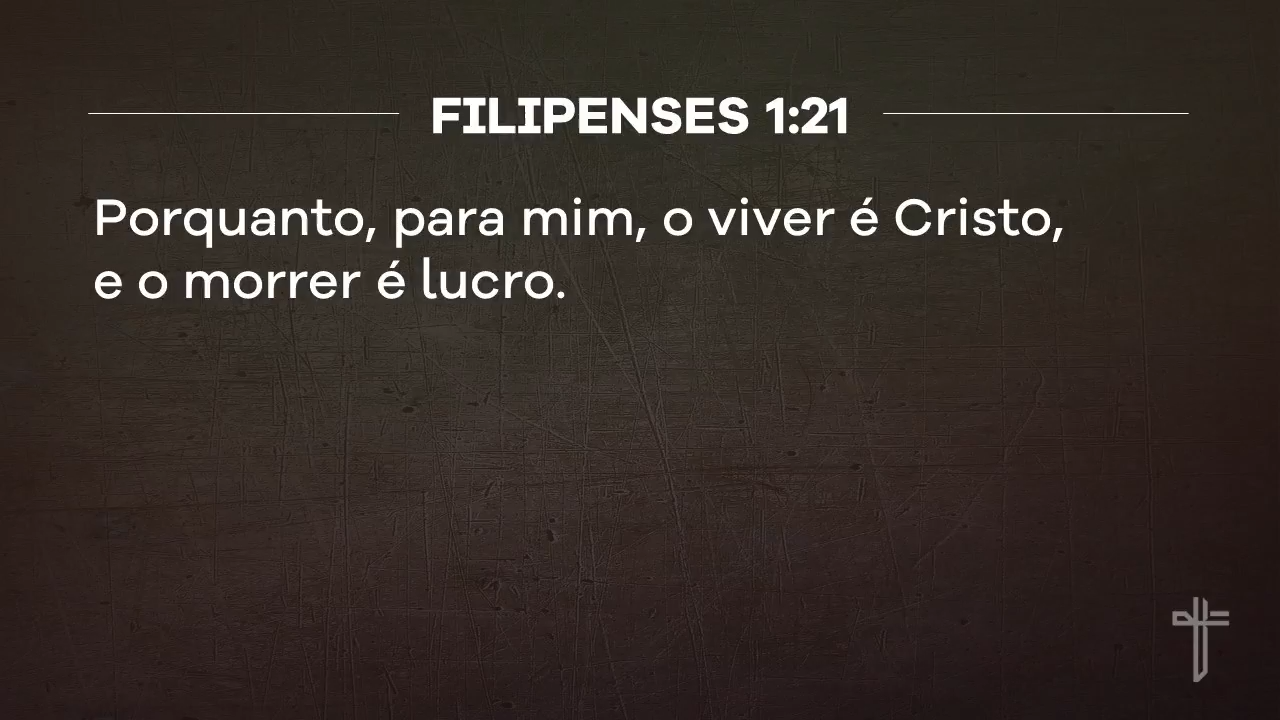 FILIPENSES 1:21
Porquanto, para mim, o viver é Cristo,
e o morrer é lucro.